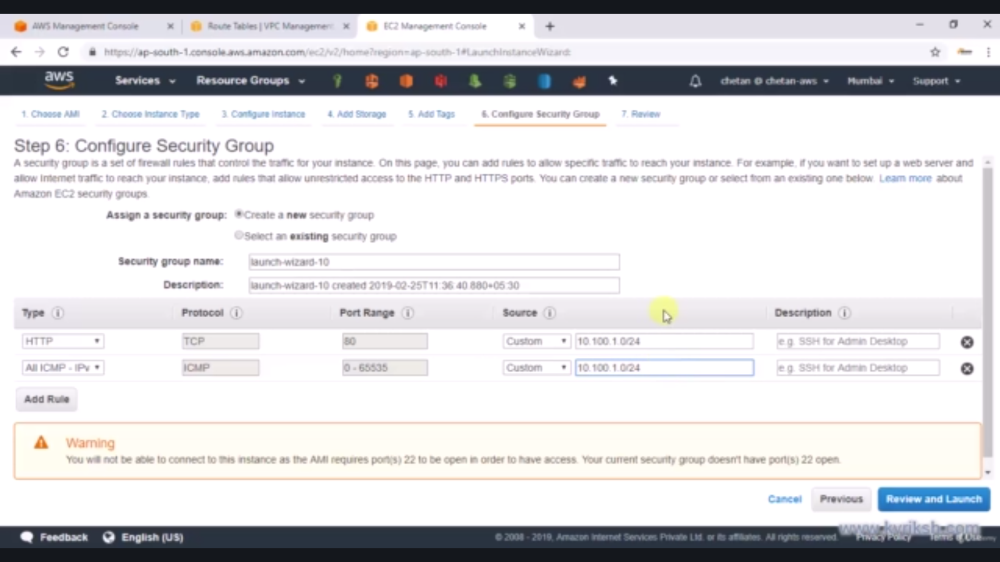 AWS Management Console
Route Tables | VPC Management
EC2 Management Console
https://ap-south-1.console.aws.amazon.com/ec2/v2/home?region=ap-south-1#LaunchInstanceWizard:
aws
Services
Resource Groups
chetan @ chetan-aws
Mumbai
Support
1. Choose AMI
2. Choose Instance Type
3. Configure Instance
4. Add Storage
5. Add Tags
6. Configure Security Group
7. Review
Step 6: Configure Security Group
A security group is a set of firewall rules that control the traffic for your instance. On this page, you can add rules to allow specific traffic to reach your instance. For example, if you want to set up a web server and
allow Internet traffic to reach your instance, add rules that allow unrestricted access to the HTTP and HTTPS ports. You can create a new security group or select from an existing one below. Learn more about
Amazon EC2 security groups.
Assign a security group: Create a new security group
Select an existing security group
Security group name: launch-wizard-10
Description: launch-wizard-10 created 2019-02-25T11:36:40.880+05:30
Type Protocol Port Range Source Description
HTTP TCP 80 Custom 10.100.1.0/24 e.g. SSH for Admin Desktop
All ICMP - IPv ICMP 0 - 65535 Custom 10.100.1.0/24 e.g. SSH for Admin Desktop
Add Rule
Warning
You will not be able to connect to this instance as the AMI requires port(s) 22 to be open in order to have access. Your current security group doesn't have port(s) 22 open.
Cancel Previous Review and Launch
Feedback English (US)
© 2008 - 2019, Amazon Internet Services Private Ltd. or its affiliates. All rights reserved. Privacy Policy Terms of Use